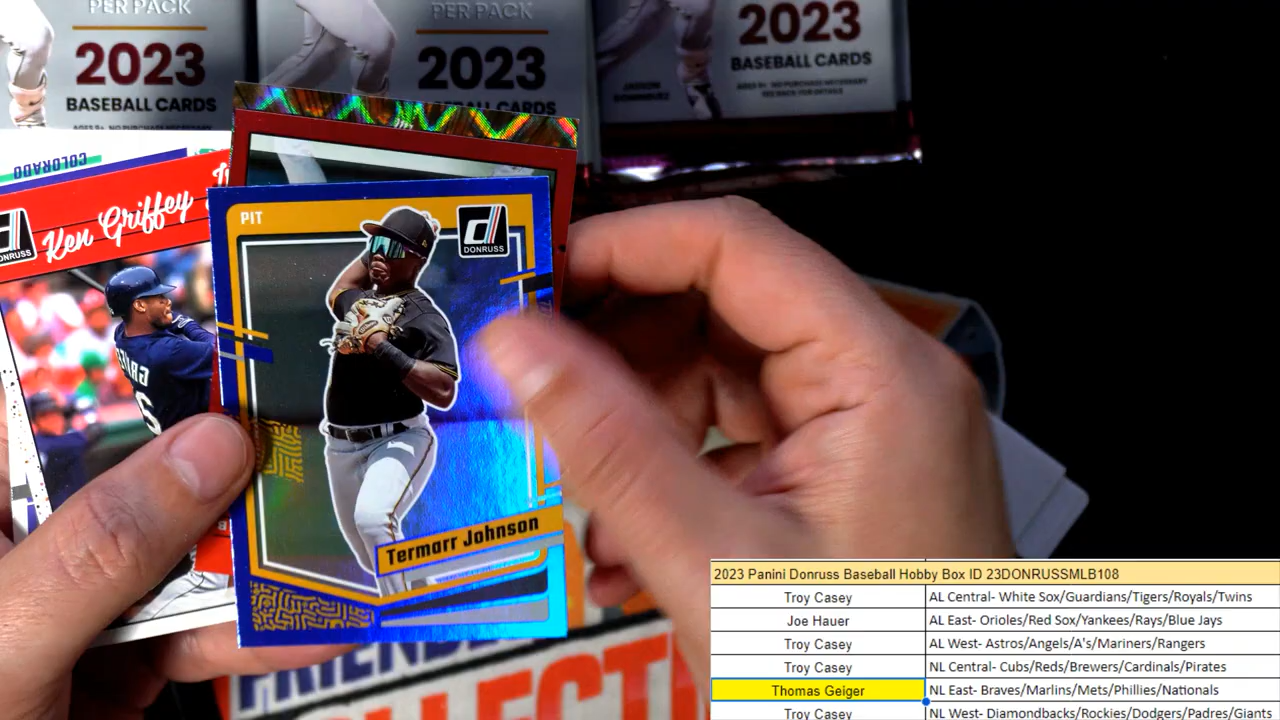 PER PACK
2023
BASEBALL CARDS
PER PACK
2023
BASEBALL CARDS
2023
BASEBALL CARDS
COLORADO
Ken Griffey
PIT
DONRUSS
Termarr Johnson
2023 Panini Donruss Baseball Hobby Box ID 23DONRUSSMLB108
Troy Casey AL Central- White Sox/Guardians/Tigers/Royals/Twins
Joe Hauer AL East- Orioles/Red Sox/Yankees/Rays/Blue Jays
Troy Casey AL West- Astros/Angels/A's/Mariners/Rangers
Troy Casey NL Central- Cubs/Reds/Brewers/Cardinals/Pirates
Thomas Geiger NL East- Braves/Marlins/Mets/Phillies/Nationals
Troy Casey NL West- Diamondbacks/Rockies/Dodgers/Padres/Giants